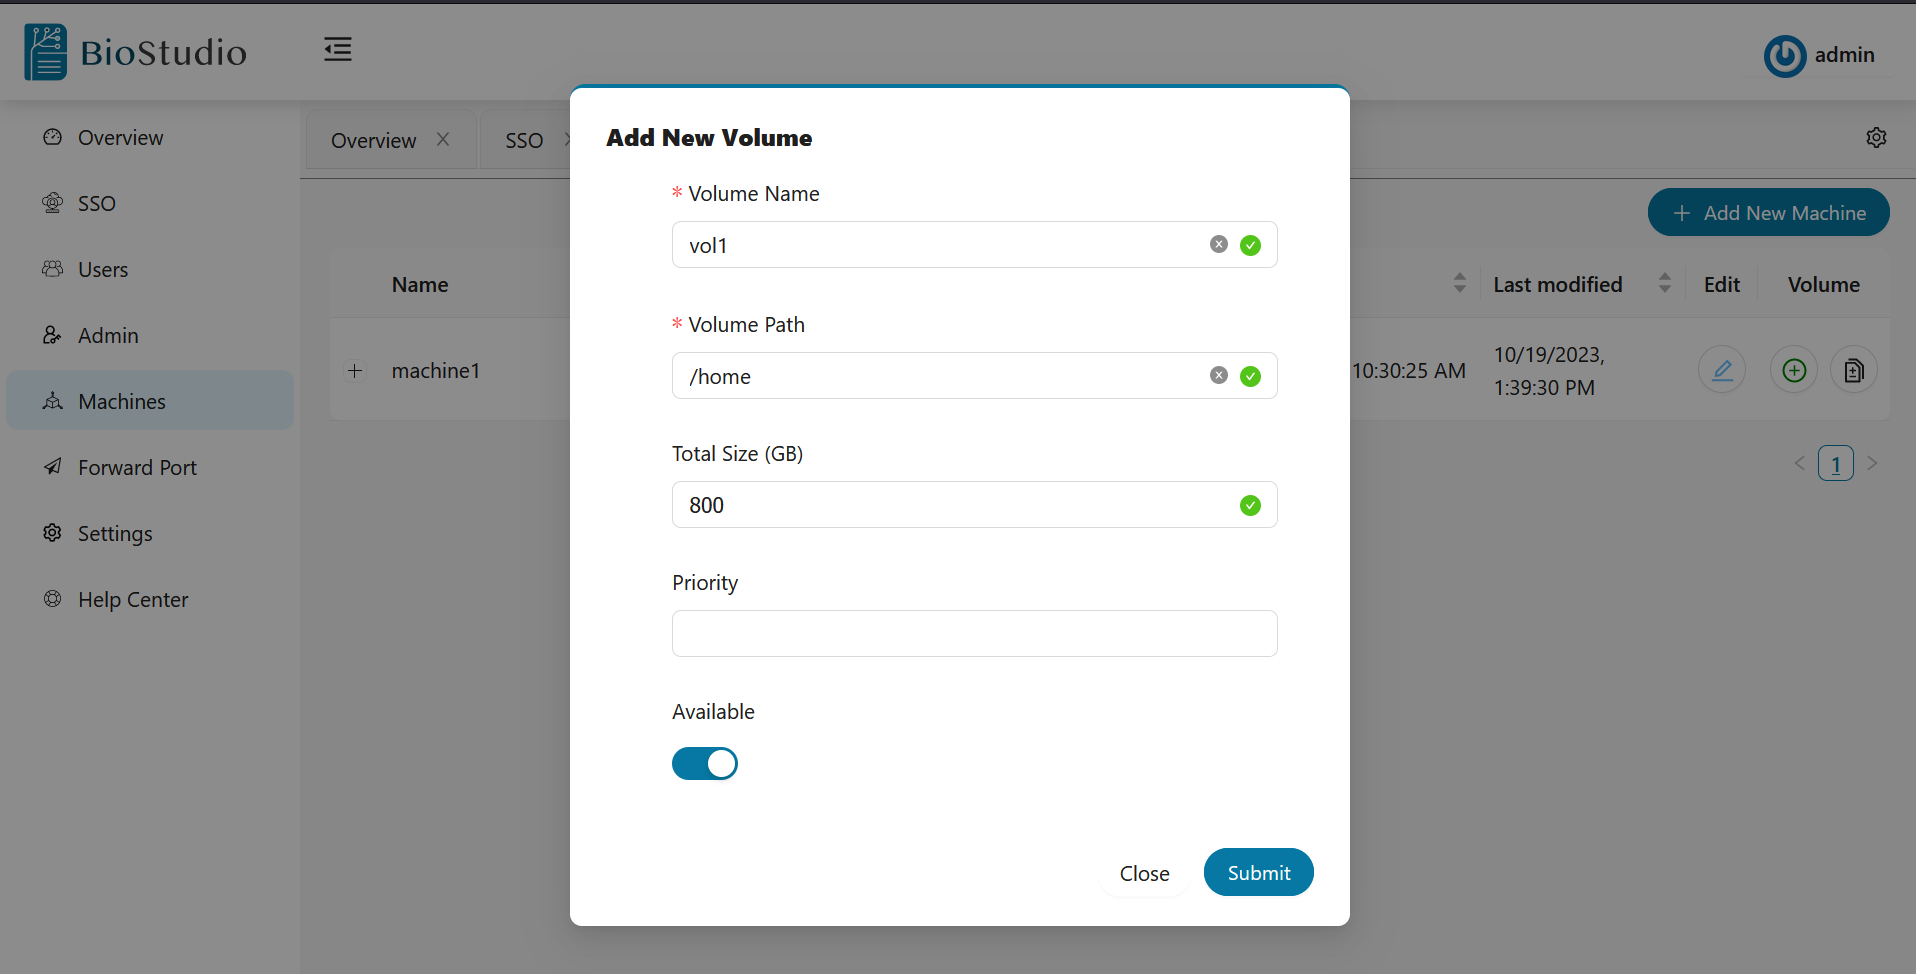 BioStudio
admin
Overview
SSO
Users
Admin
Machines
Forward Port
Settings
Help Center
Overview
SSO
Add New Machine
Name
Last modified
Edit
Volume
machine1
10:30:25 AM
10/19/2023,
1:39:30 PM
1
Add New Volume
* Volume Name
vol1
* Volume Path
/home
Total Size (GB)
800
Priority
Available
Close
Submit